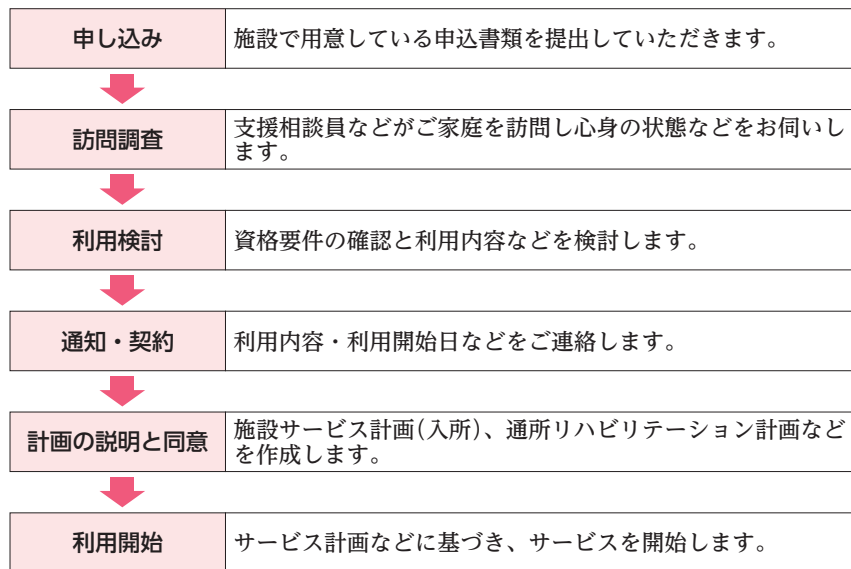 申し込み
施設で用意している申込書類を提出していただきます。
訪問調査
支援相談員などがご家庭を訪問し心身の状態などをお伺いし
ます。
利用検討
資格要件の確認と利用内容などを検討します。
通知・契約
利用内容・利用開始日などをご連絡します。
計画の説明と同意
施設サービス計画(入所)、通所リハビリテーション計画など
を作成します。
利用開始
サービス計画などに基づき、サービスを開始します。